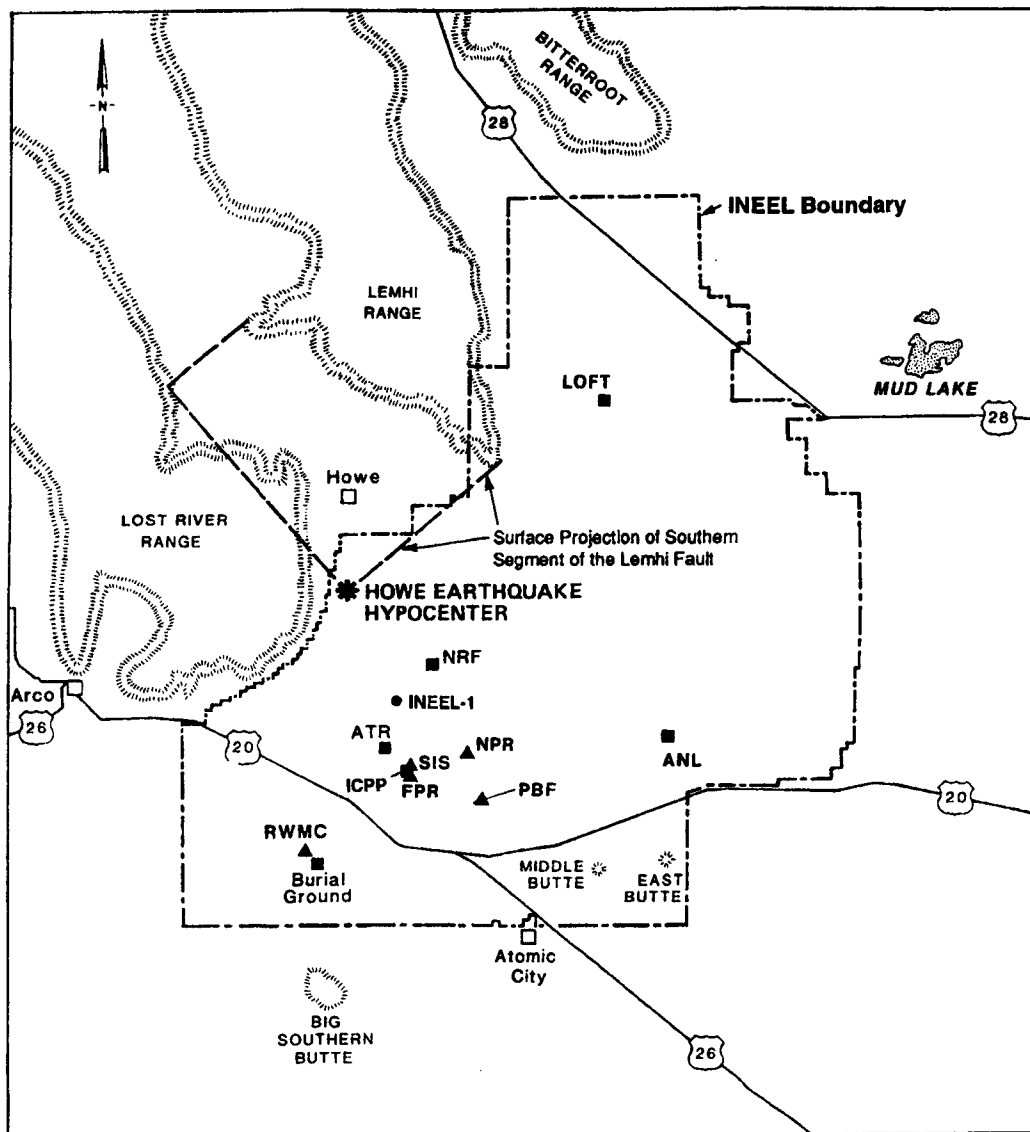 BITTERROOT
RANGE
N
28
INEEL Boundary
LEMHI
RANGE
MUD LAKE
LOFT
28
Howe
LOST RIVER
RANGE
Surface Projection of Southern
Segment of the Lemhi Fault
HOWE EARTHQUAKE
HYPOCENTER
NRF
Arco
INEEL-1
26
20
ATR
NPR
SIS
ANL
ICPP
FPR
PBF
20
RWMC
Burial
Ground
MIDDLE
BUTTE
EAST
BUTTE
Atomic
City
BIG
SOUTHERN
BUTTE
26